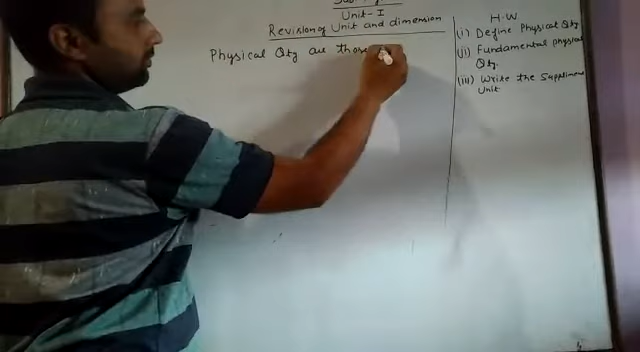 Unit-I
Revision of Unit and dimension
Physical Qty are those
H.W
(i) Define Physical Qty
(ii) Fundamental physical
Qty.
(iii) Write the
Unit